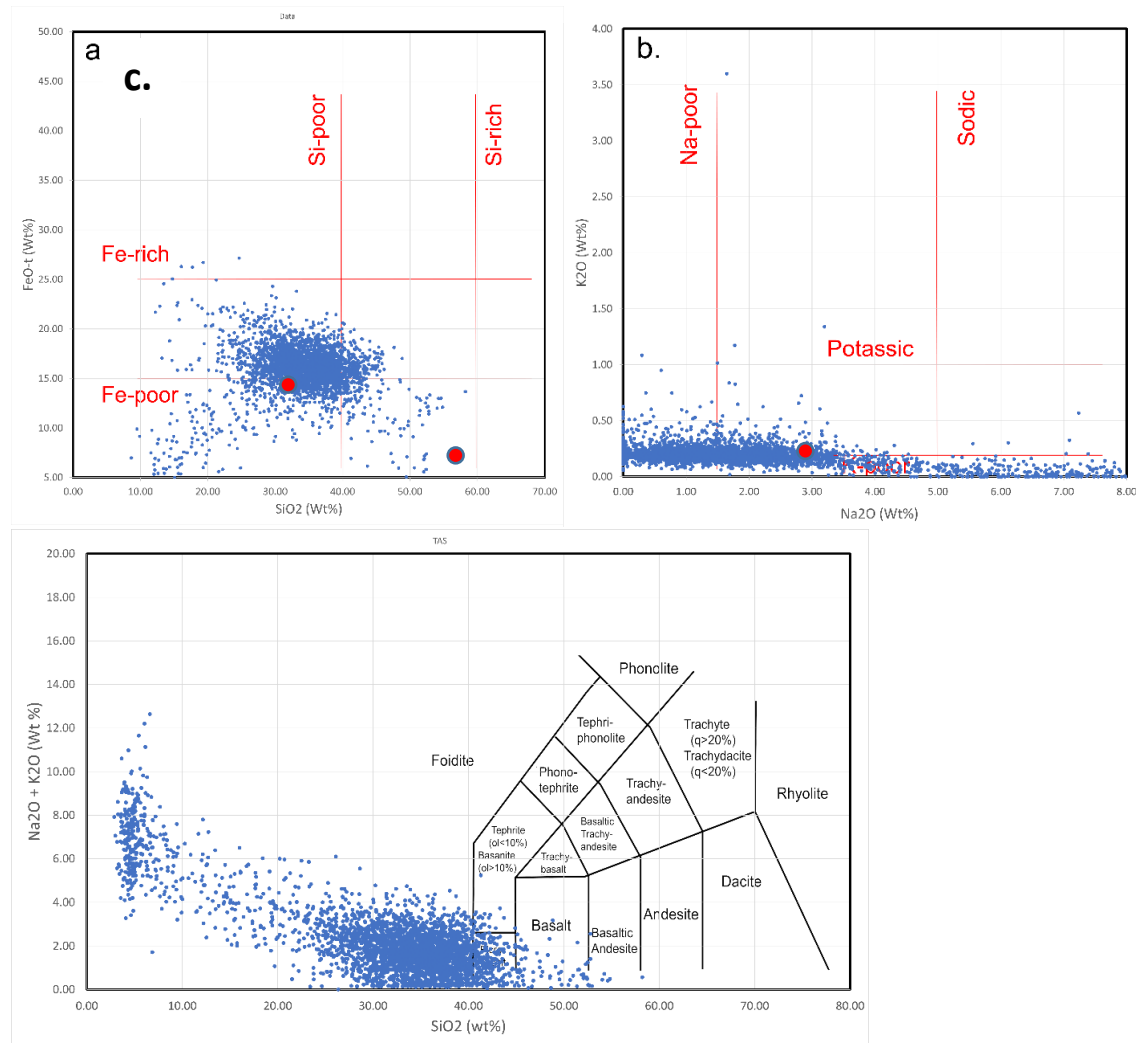 Data
a
c.
50.00
45.00
40.00
35.00
30.00
25.00
20.00
15.00
10.00
5.00
FeO-t (Wt%)
Si-poor
Si-rich
Fe-rich
Fe-poor
0.00 10.00 20.00 30.00 40.00 50.00 60.00 70.00
SiO2 (Wt%)
b.
4.00
3.50
3.00
2.50
2.00
1.50
1.00
0.50
0.00
K2O (Wt%)
Na-poor
Sodic
Potassic
K-poor
0.00 1.00 2.00 3.00 4.00 5.00 6.00 7.00 8.00
Na2O (Wt%)
TAS
20.00
18.00
16.00
14.00
12.00
10.00
8.00
6.00
4.00
2.00
0.00
Na2O + K2O (Wt %)
Phonolite
Tephri-
phonolite
Trachyte
(q>20%)
Trachydacite
(q<20%)
Foidite
Phono-
tephrite
Trachy-
andesite
Rhyolite
Tephrite
(ol<10%)
Basanite
(ol>10%)
Basaltic
Trachy-
andesite
Trachy-
basalt
Dacite
Basalt
Andesite
Basaltic
Andesite
0.00 10.00 20.00 30.00 40.00 50.00 60.00 70.00 80.00
SiO2 (wt%)